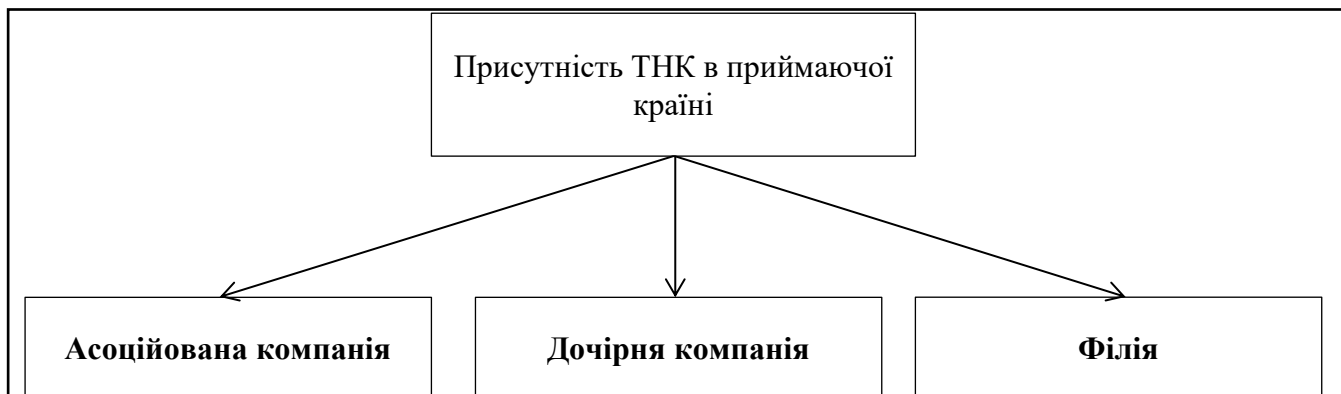 Присутність ТНК в приймаючої
країні
Асоційована компанія
Дочірня компанія
Філія